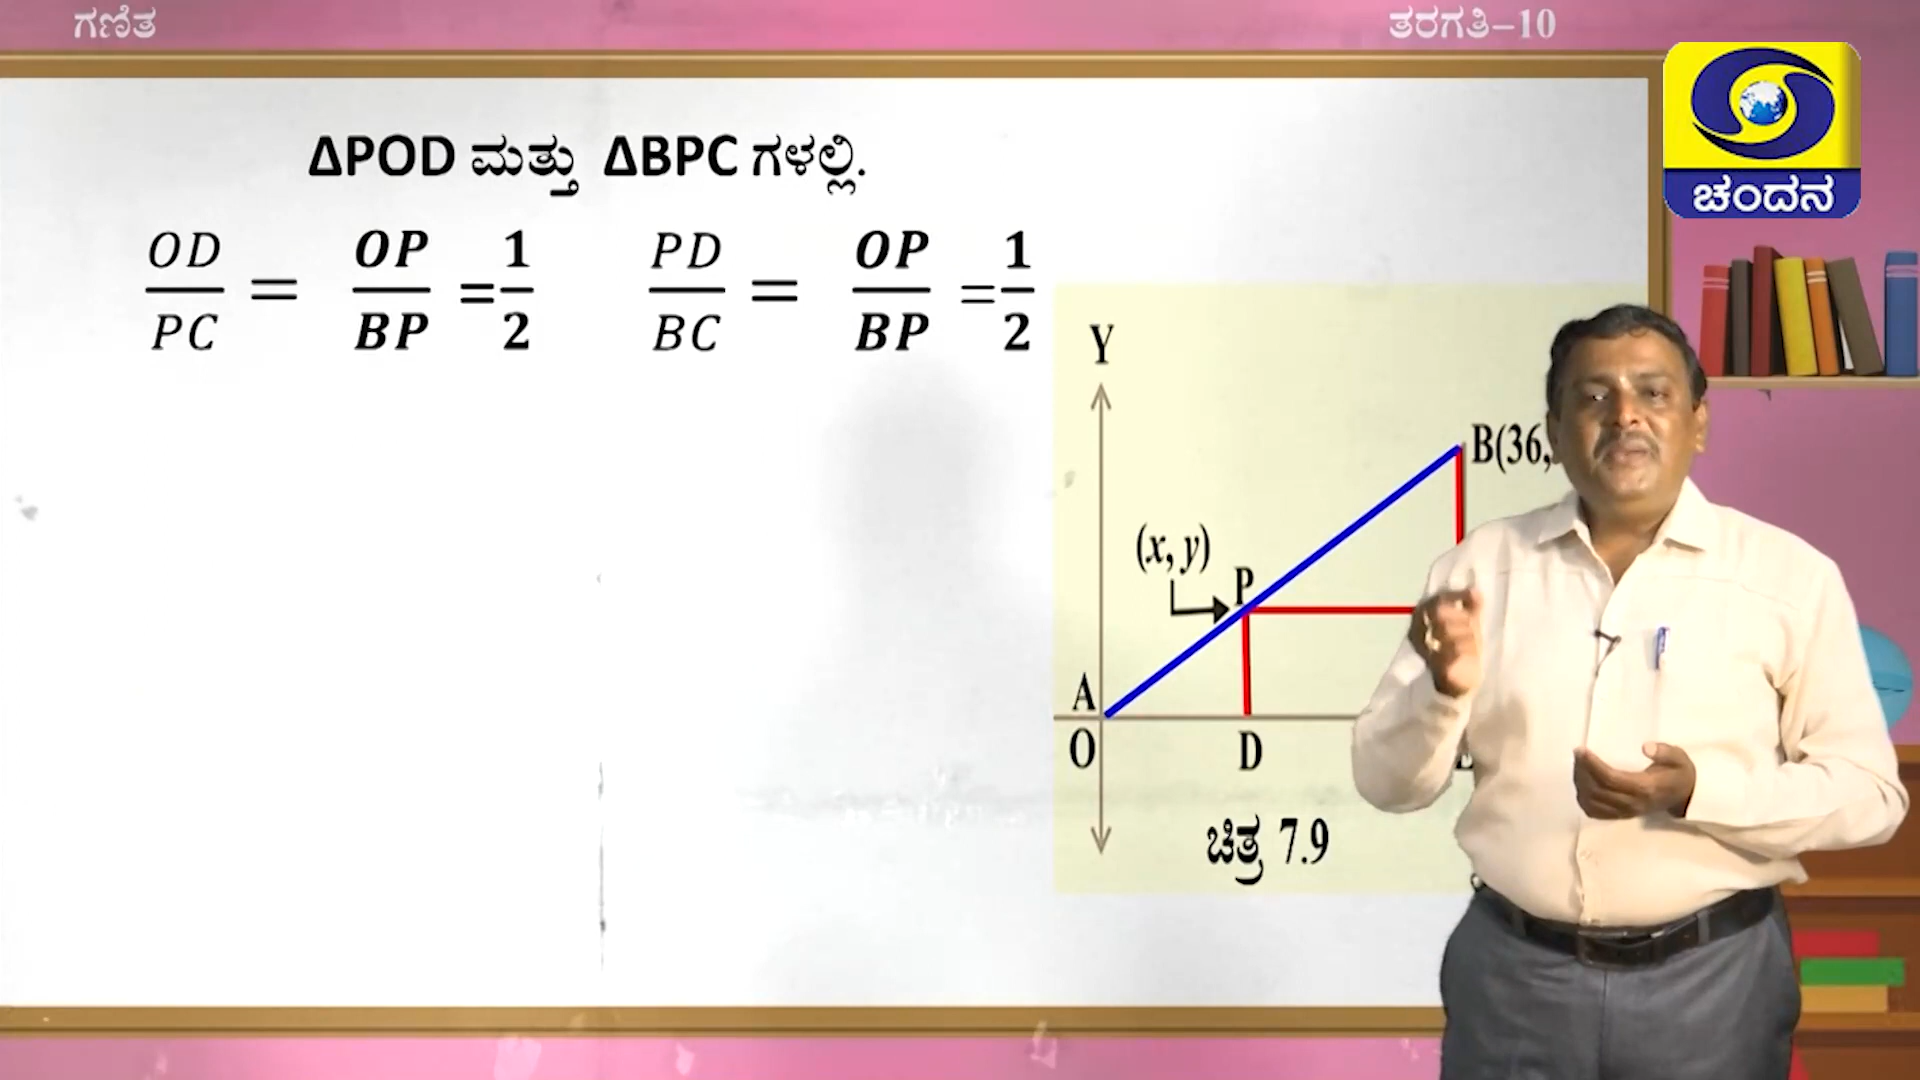 ಗಣಿತ
ತರಗತಿ–10
ಚಂದನ
ΔPOD ಮತ್ತು ΔBPC ಗಳಲ್ಲಿ.
OD/PC = OP/BP = 1/2 PD/BC = OP/BP = 1/2
Y
B(36,
(x, y)
P
A
O D
ಚಿತ್ರ 7.9